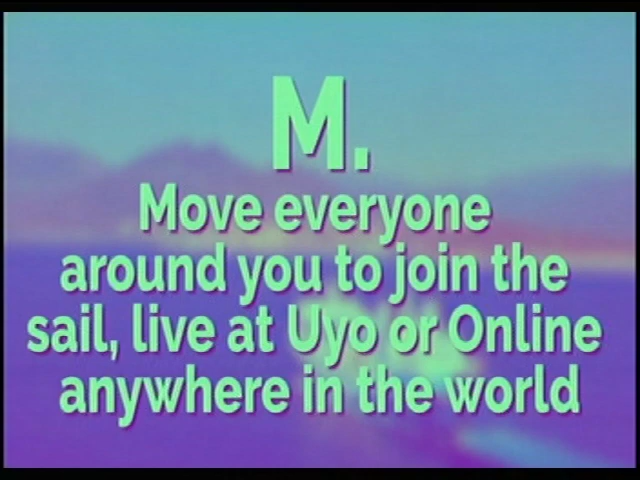 M.
Move everyone
around you to join the
sail, live at Uyo or Online
anywhere in the world